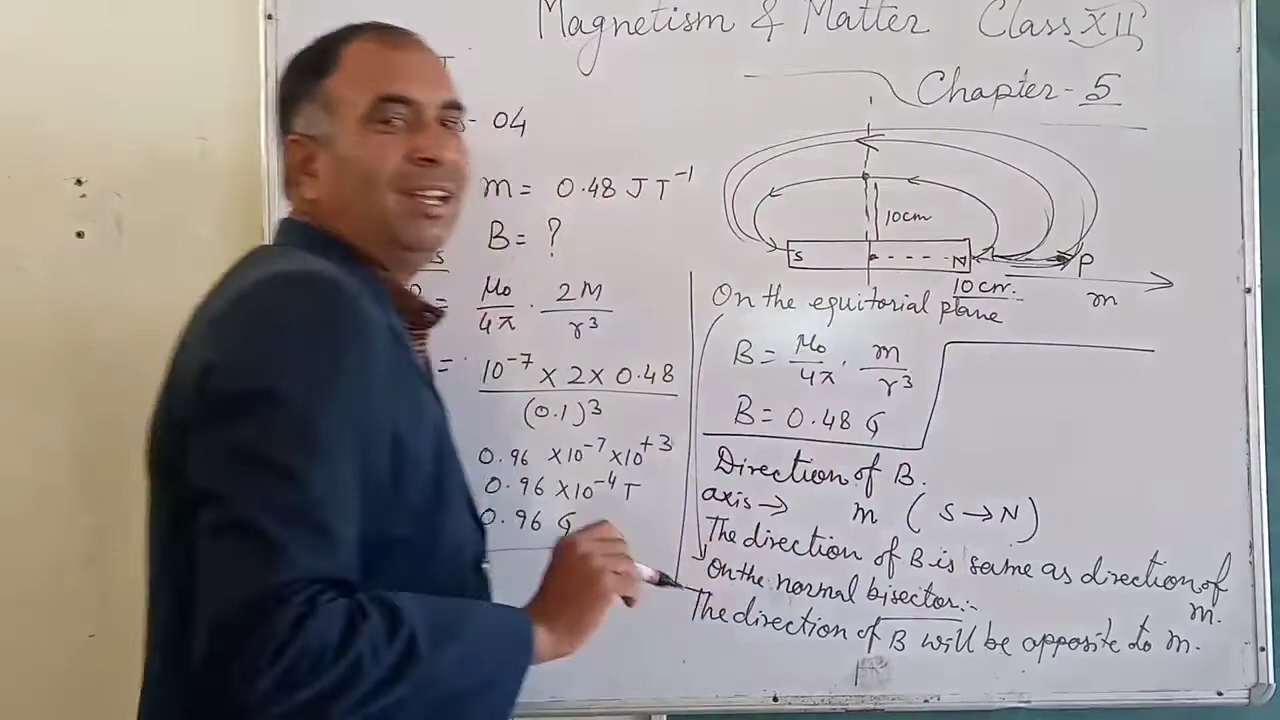 Magnetism & Matter Class XII
Chapter - 5
- 04
m = 0.48 J T⁻¹
B = ?
= μ₀/4π · 2M/r³
= 10⁻⁷ × 2 × 0.48 / (0.1)³
0.96 × 10⁻⁷ × 10⁺³
0.96 × 10⁻⁴ T
0.96 G
10cm
S N P
10cm.
m
On the equitorial plane
B = μ₀/4π · m/r³
B = 0.48 G
Direction of B.
axis → m (S → N)
The direction of B is same as direction of
m.
On the normal bisector:-
The direction of B will be opposite to m.